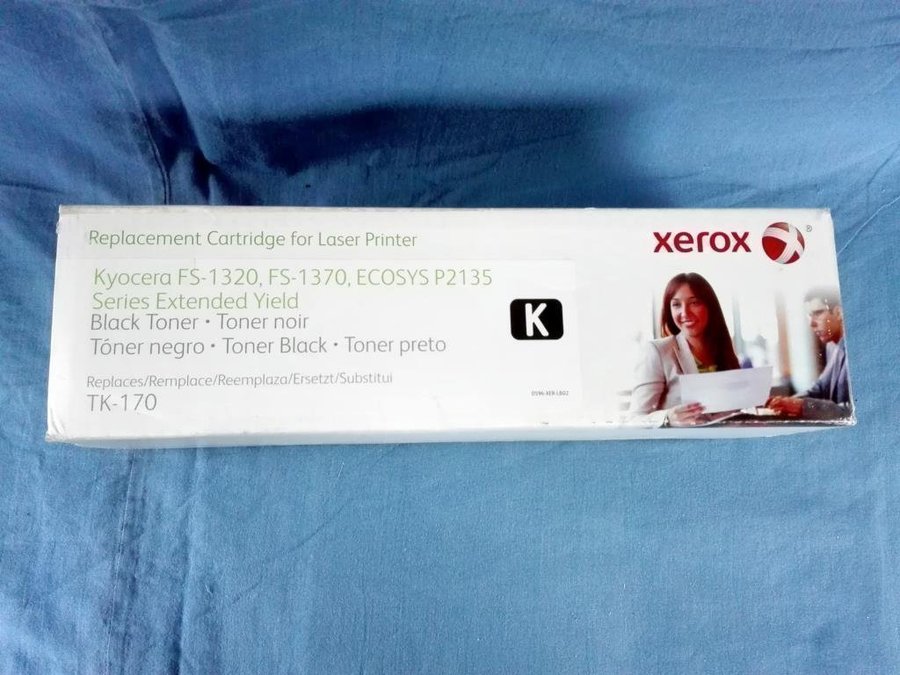 Replacement Cartridge for Laser Printer
xerox ®
Kyocera FS-1320, FS-1370, ECOSYS P2135
Series Extended Yield
Black Toner • Toner noir
Tóner negro • Toner Black • Toner preto
K
Replaces/Remplace/Reemplaza/Ersetzt/Substitui
TK-170